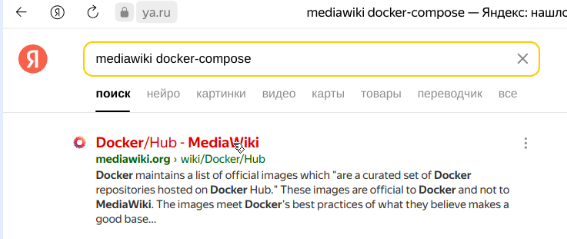 ya.ru
mediawiki docker-compose — Яндекс: нашло
Я
mediawiki docker-compose
поиск нейро картинки видео карты товары переводчик все
Docker/Hub - MediaWiki
mediawiki.org › wiki/Docker/Hub
Docker maintains a list of official images which "are a curated set of Docker
repositories hosted on Docker Hub." These images are official to Docker and not to
MediaWiki. The images meet Docker's best practices of what they believe makes a
good base...